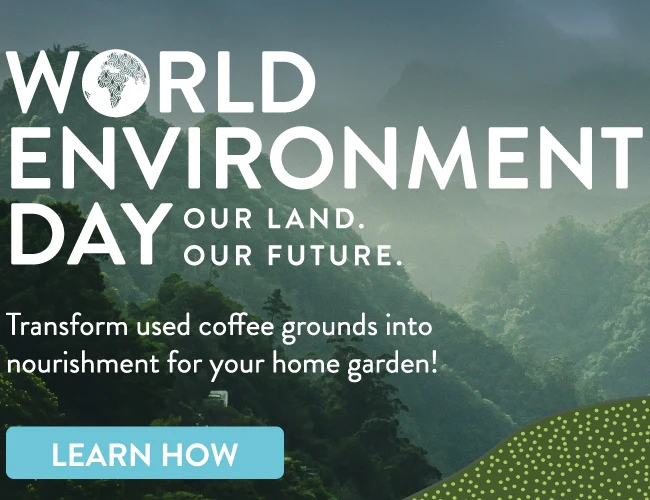 WORLD
ENVIRONMENT
DAY OUR LAND.
OUR FUTURE.
Transform used coffee grounds into
nourishment for your home garden!
LEARN HOW